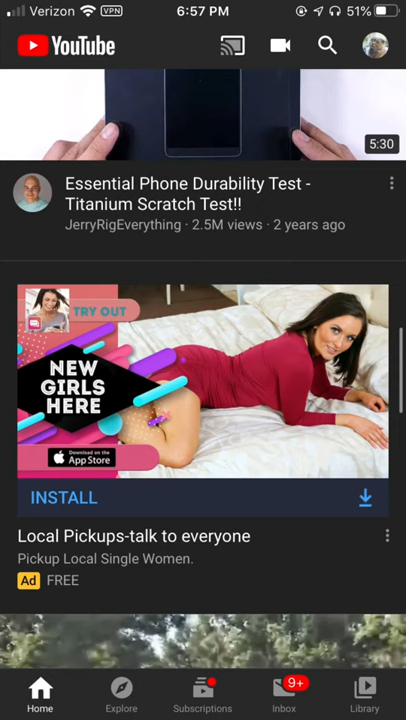 Verizon VPN 6:57 PM 51%
YouTube
5:30
Essential Phone Durability Test -
Titanium Scratch Test!!
JerryRigEverything · 2.5M views · 2 years ago
TRY OUT
NEW
GIRLS
HERE
Download on the
App Store
INSTALL
Local Pickups-talk to everyone
Pickup Local Single Women.
Ad FREE
9+
Home Explore Subscriptions Inbox Library